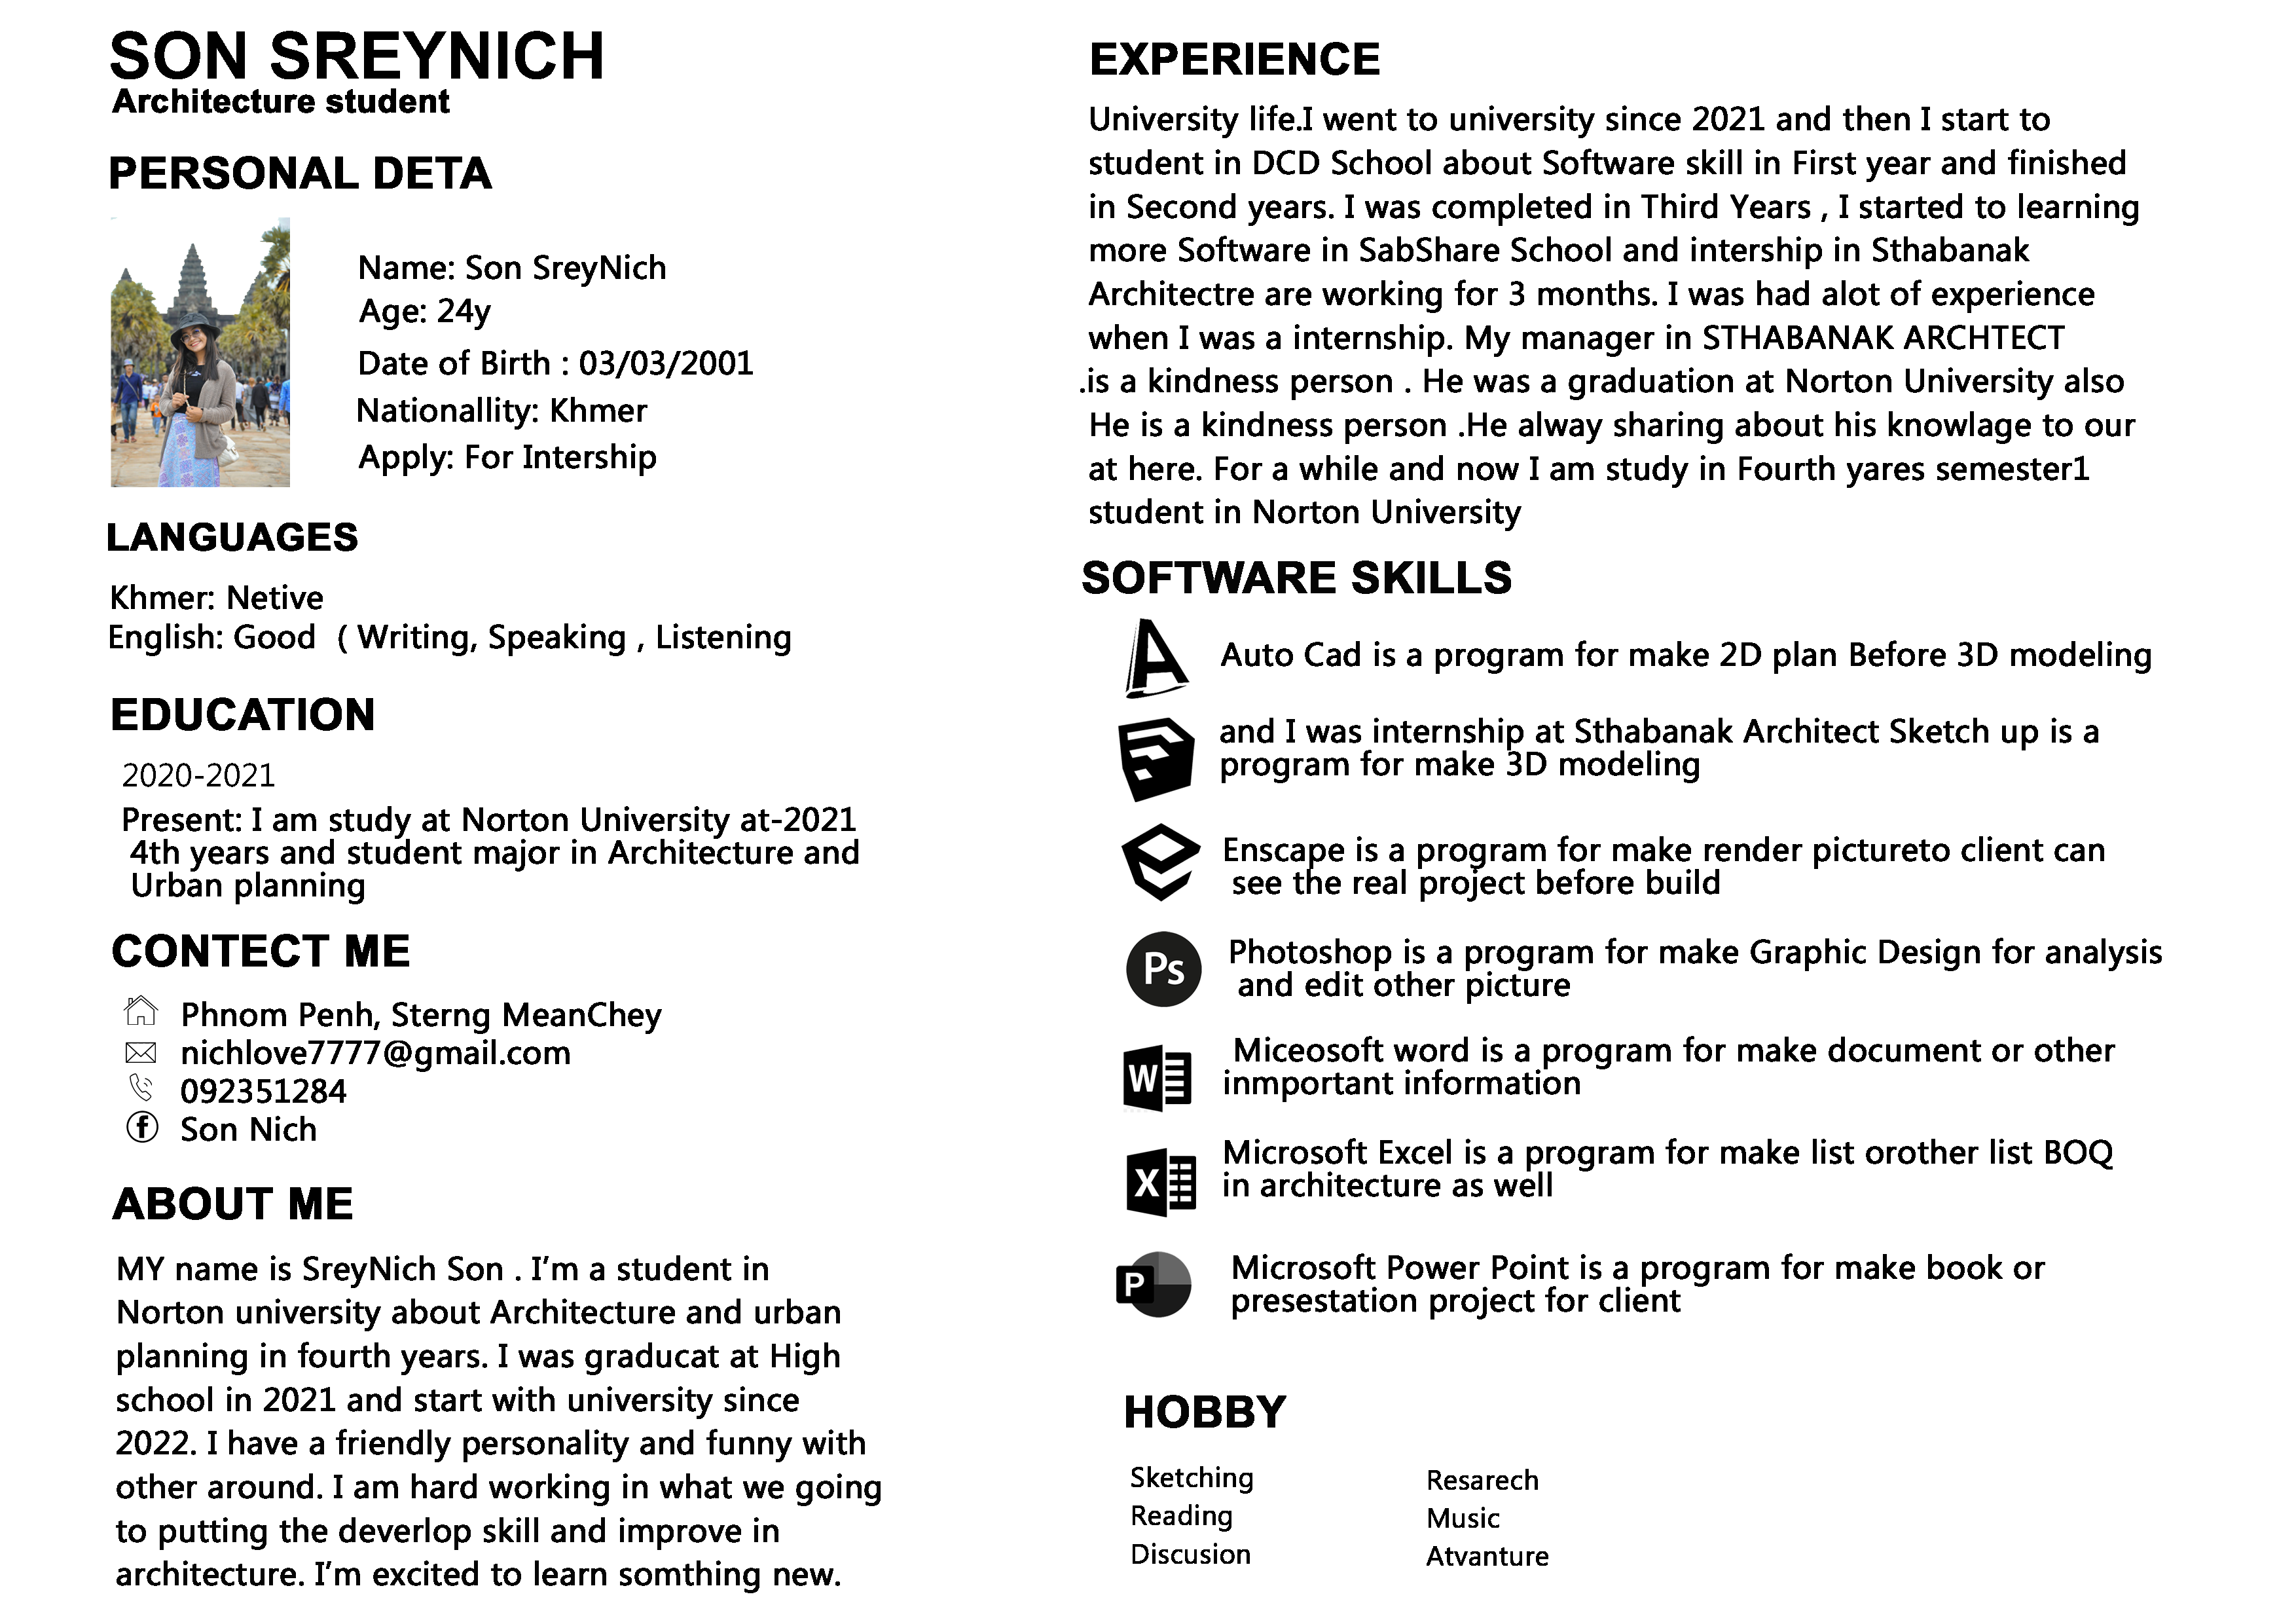 SON SREYNICH
Architecture student
PERSONAL DETA
Name: Son SreyNich
Age: 24y
Date of Birth : 03/03/2001
Nationallity: Khmer
Apply: For Intership
LANGUAGES
Khmer: Netive
English: Good ( Writing, Speaking , Listening
EDUCATION
2020-2021
Present: I am study at Norton University at-2021
4th years and student major in Architecture and
Urban planning
CONTECT ME
Phnom Penh, Sterng MeanChey
nichlove7777@gmail.com
092351284
Son Nich
ABOUT ME
MY name is SreyNich Son . I’m a student in
Norton university about Architecture and urban
planning in fourth years. I was graducat at High
school in 2021 and start with university since
2022. I have a friendly personality and funny with
other around. I am hard working in what we going
to putting the deverlop skill and improve in
architecture. I’m excited to learn somthing new.
EXPERIENCE
University life.I went to university since 2021 and then I start to
student in DCD School about Software skill in First year and finished
in Second years. I was completed in Third Years , I started to learning
more Software in SabShare School and intership in Sthabanak
Architectre are working for 3 months. I was had alot of experience
when I was a internship. My manager in STHABANAK ARCHTECT
.is a kindness person . He was a graduation at Norton University also
He is a kindness person .He alway sharing about his knowlage to our
at here. For a while and now I am study in Fourth yares semester1
student in Norton University
SOFTWARE SKILLS
Auto Cad is a program for make 2D plan Before 3D modeling
and I was internship at Sthabanak Architect Sketch up is a
program for make 3D modeling
Enscape is a program for make render pictureto client can
see the real project before build
Ps
Photoshop is a program for make Graphic Design for analysis
and edit other picture
W
Miceosoft word is a program for make document or other
inmportant information
X
Microsoft Excel is a program for make list orother list BOQ
in architecture as well
P
Microsoft Power Point is a program for make book or
presestation project for client
HOBBY
Sketching
Reading
Discusion
Resarech
Music
Atvanture